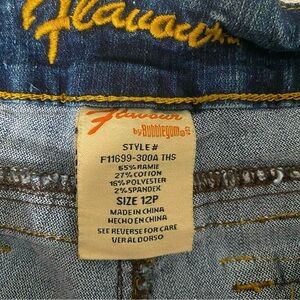 Flavour
Flavour
by Bubblegum®
STYLE#
F11699-300A THS
55% RAMIE
27% COTTON
16% POLYESTER
2% SPANDEX
SIZE 12P
MADE IN CHINA
HECHO EN CHINA
SEE REVERSE FOR CARE
VER AL DORSO